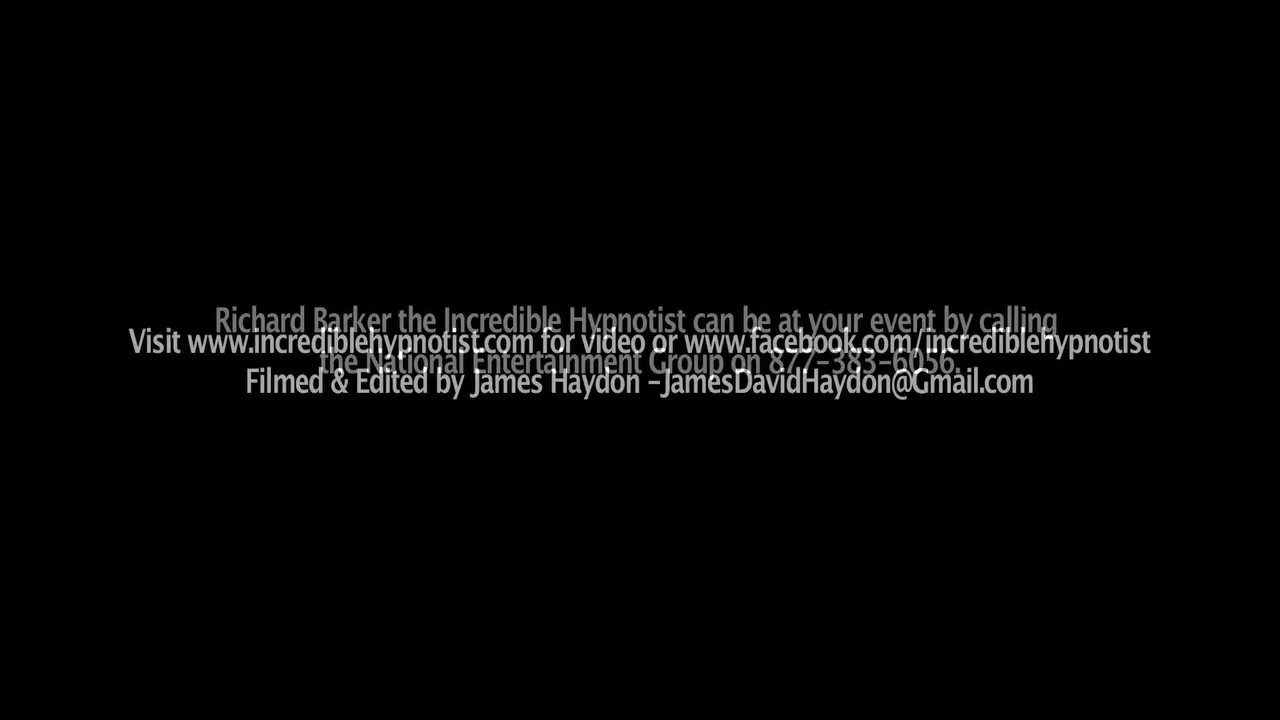 Richard Barker the Incredible Hypnotist can be at your event by calling
Visit www.incrediblehypnotist.com for video or www.facebook.com/incrediblehypnotist
the National Entertainment Group on 877-383-6056.
Filmed & Edited by James Haydon -JamesDavidHaydon@Gmail.com